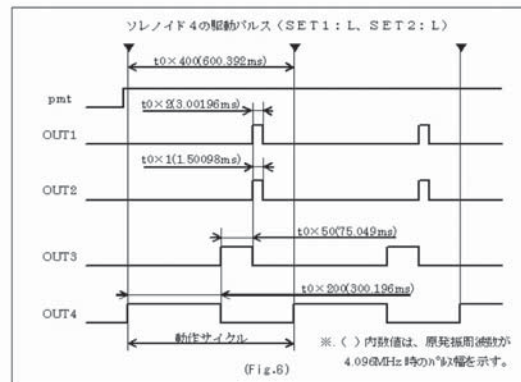 ソレノイド4の駆動パルス(SET1:L、SET2:L)
t0×400(600.392ms)
pmt
t0×2(3.00196ms)
OUT1
t0×1(1.50098ms)
OUT2
t0×50(75.049ms)
OUT3
t0×200(300.196ms)
OUT4
動作サイクル
※.( )内数値は、原発振周波数が
4.096MHz時のパルス幅を示す。
(Fig.6)